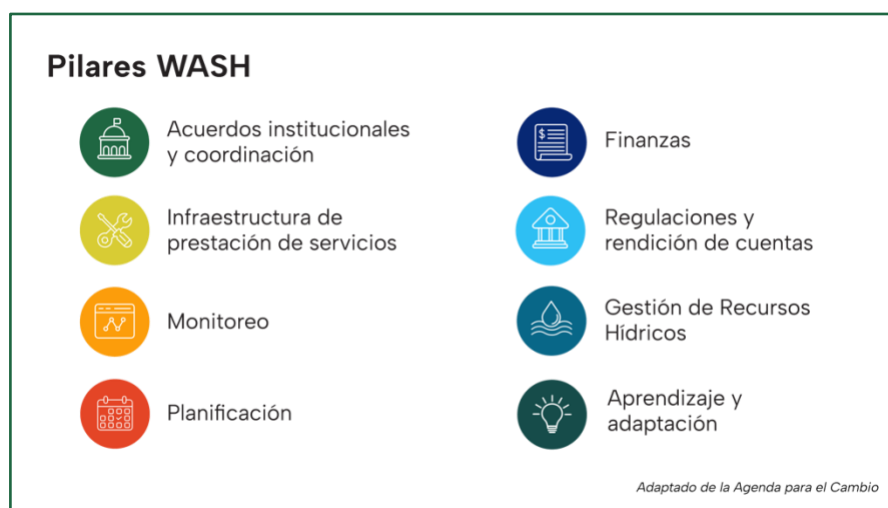 Pilares WASH
Acuerdos institucionales
y coordinación
Infraestructura de
prestación de servicios
Monitoreo
Planificación
$
Finanzas
Regulaciones y
rendición de cuentas
Gestión de Recursos
Hídricos
Aprendizaje y
adaptación
Adaptado de la Agenda para el Cambio